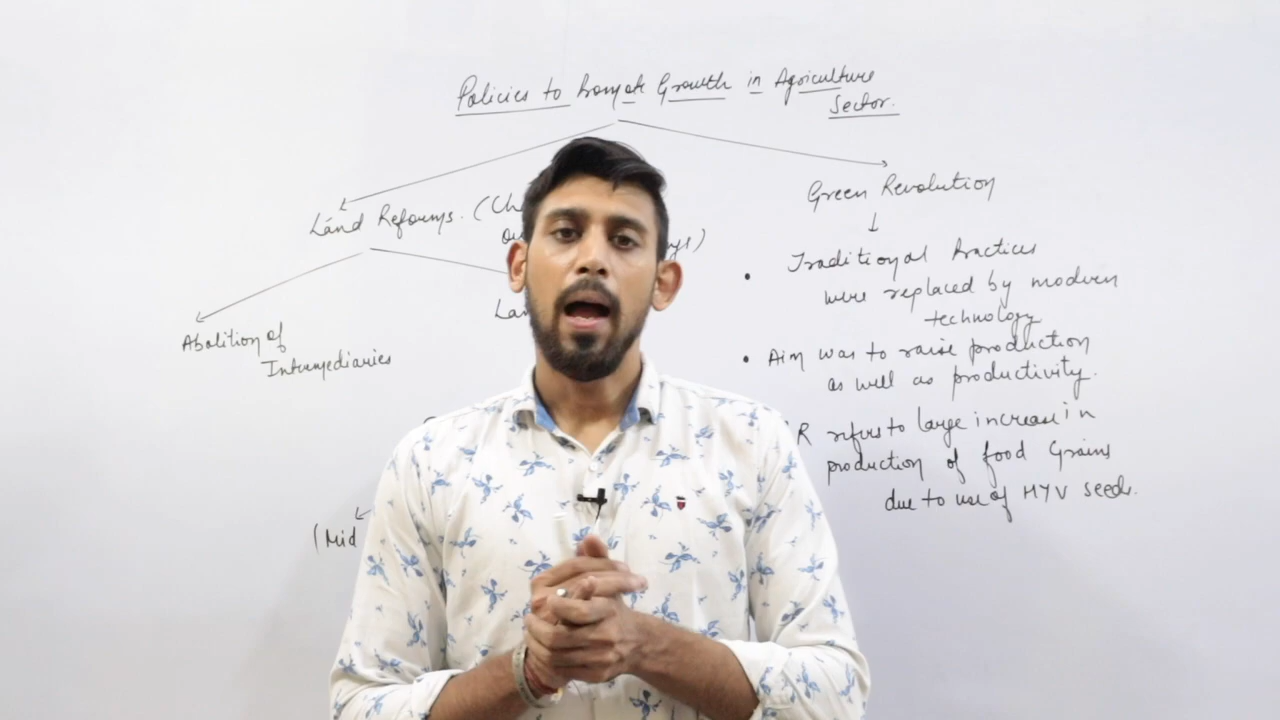 Policies to Promote Growth in Agriculture
Sector.
Land Reforms. (Ch
Green Revolution
Traditional Practices
were replaced by modern
technology
Abolition of
Intermediaries
Lan
• Aim was to raise production
as well as productivity.
R refers to large increase in
production of food Grains
due to use of HYV seeds.
(Mid